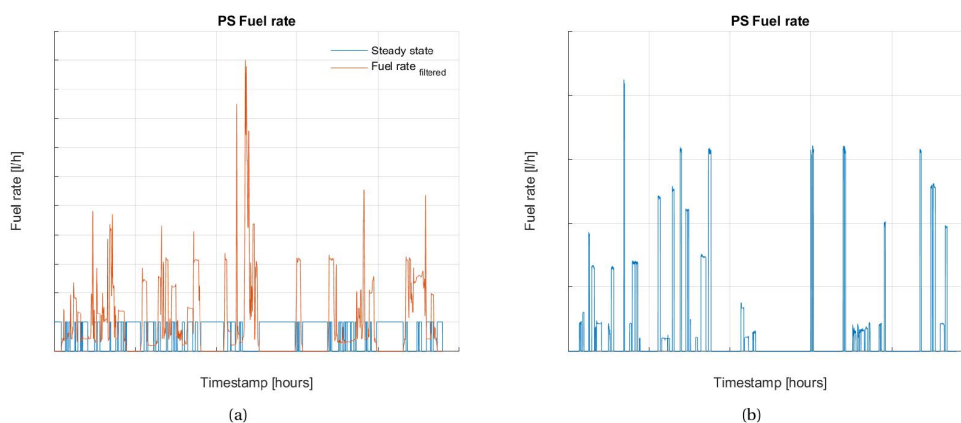 PS Fuel rate
Steady state
Fuel rate filtered
Fuel rate [l/h]
Timestamp [hours]
(a)
PS Fuel rate
Fuel rate [l/h]
Timestamp [hours]
(b)